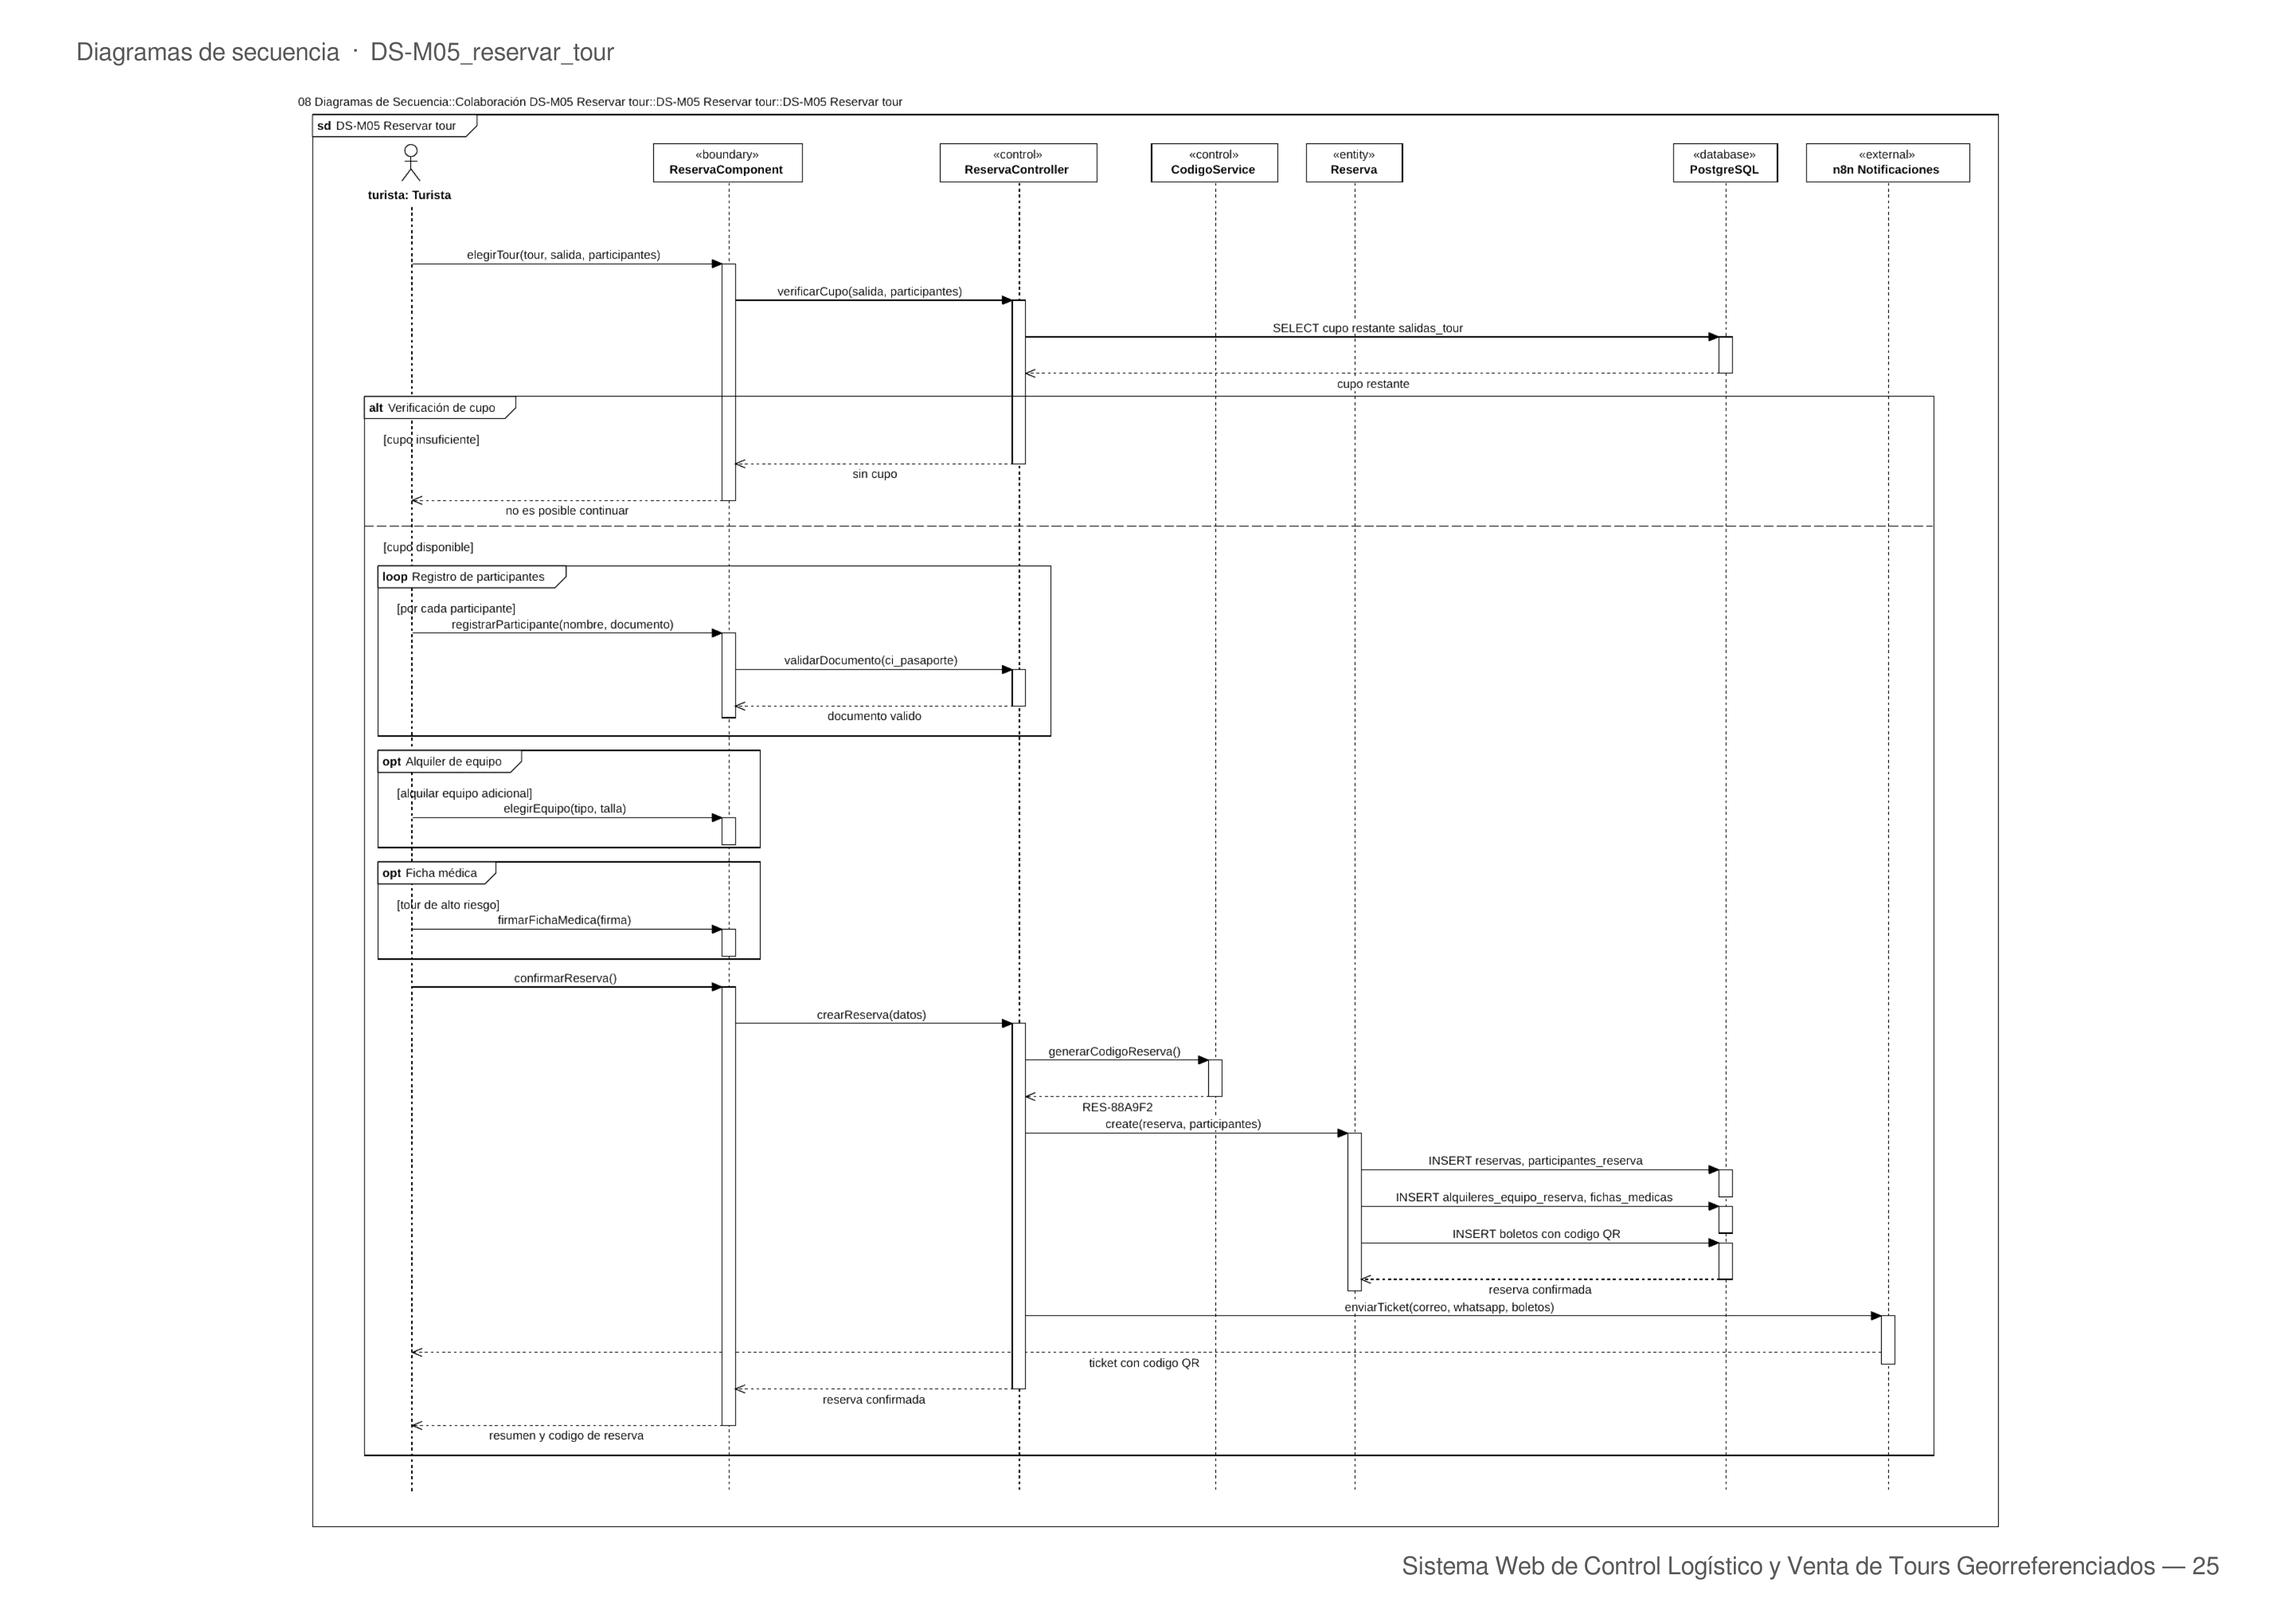 Diagramas de secuencia · DS-M05_reservar_tour
08 Diagramas de Secuencia::Colaboración DS-M05 Reservar tour::DS-M05 Reservar tour::DS-M05 Reservar tour
sd DS-M05 Reservar tour
turista: Turista
«boundary»
ReservaComponent
«control»
ReservaController
«control»
CodigoService
«entity»
Reserva
«database»
PostgreSQL
«external»
n8n Notificaciones
elegirTour(tour, salida, participantes)
verificarCupo(salida, participantes)
SELECT cupo restante salidas_tour
cupo restante
alt Verificación de cupo
[cupo insuficiente]
sin cupo
no es posible continuar
[cupo disponible]
loop Registro de participantes
[por cada participante]
registrarParticipante(nombre, documento)
validarDocumento(ci_pasaporte)
documento valido
opt Alquiler de equipo
[alquilar equipo adicional]
elegirEquipo(tipo, talla)
opt Ficha médica
[tour de alto riesgo]
firmarFichaMedica(firma)
confirmarReserva()
crearReserva(datos)
generarCodigoReserva()
RES-88A9F2
create(reserva, participantes)
INSERT reservas, participantes_reserva
INSERT alquileres_equipo_reserva, fichas_medicas
INSERT boletos con codigo QR
reserva confirmada
enviarTicket(correo, whatsapp, boletos)
ticket con codigo QR
reserva confirmada
resumen y codigo de reserva
Sistema Web de Control Logístico y Venta de Tours Georreferenciados — 25